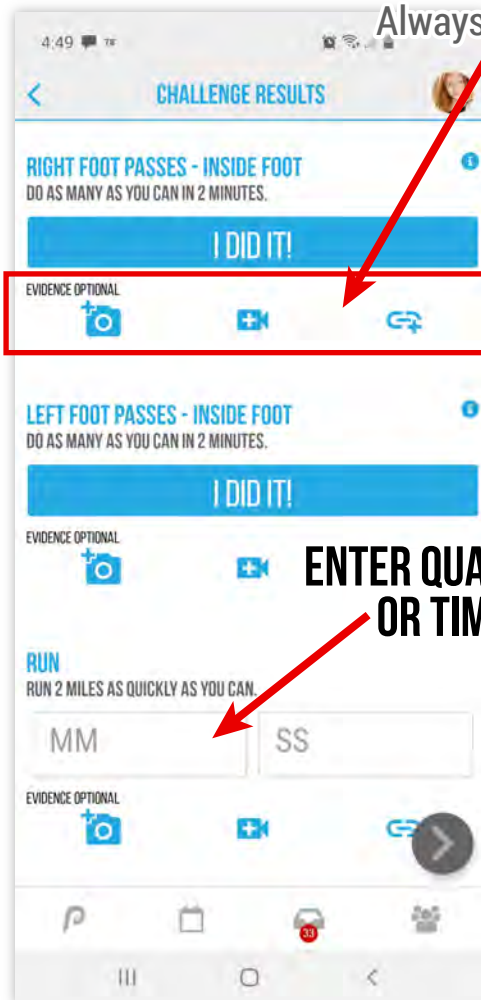 Always
4:49
CHALLENGE RESULTS
RIGHT FOOT PASSES - INSIDE FOOT
DO AS MANY AS YOU CAN IN 2 MINUTES.
I DID IT!
EVIDENCE OPTIONAL
LEFT FOOT PASSES - INSIDE FOOT
DO AS MANY AS YOU CAN IN 2 MINUTES.
I DID IT!
EVIDENCE OPTIONAL
ENTER QUA
OR TIM
RUN
RUN 2 MILES AS QUICKLY AS YOU CAN.
MM SS
EVIDENCE OPTIONAL
33